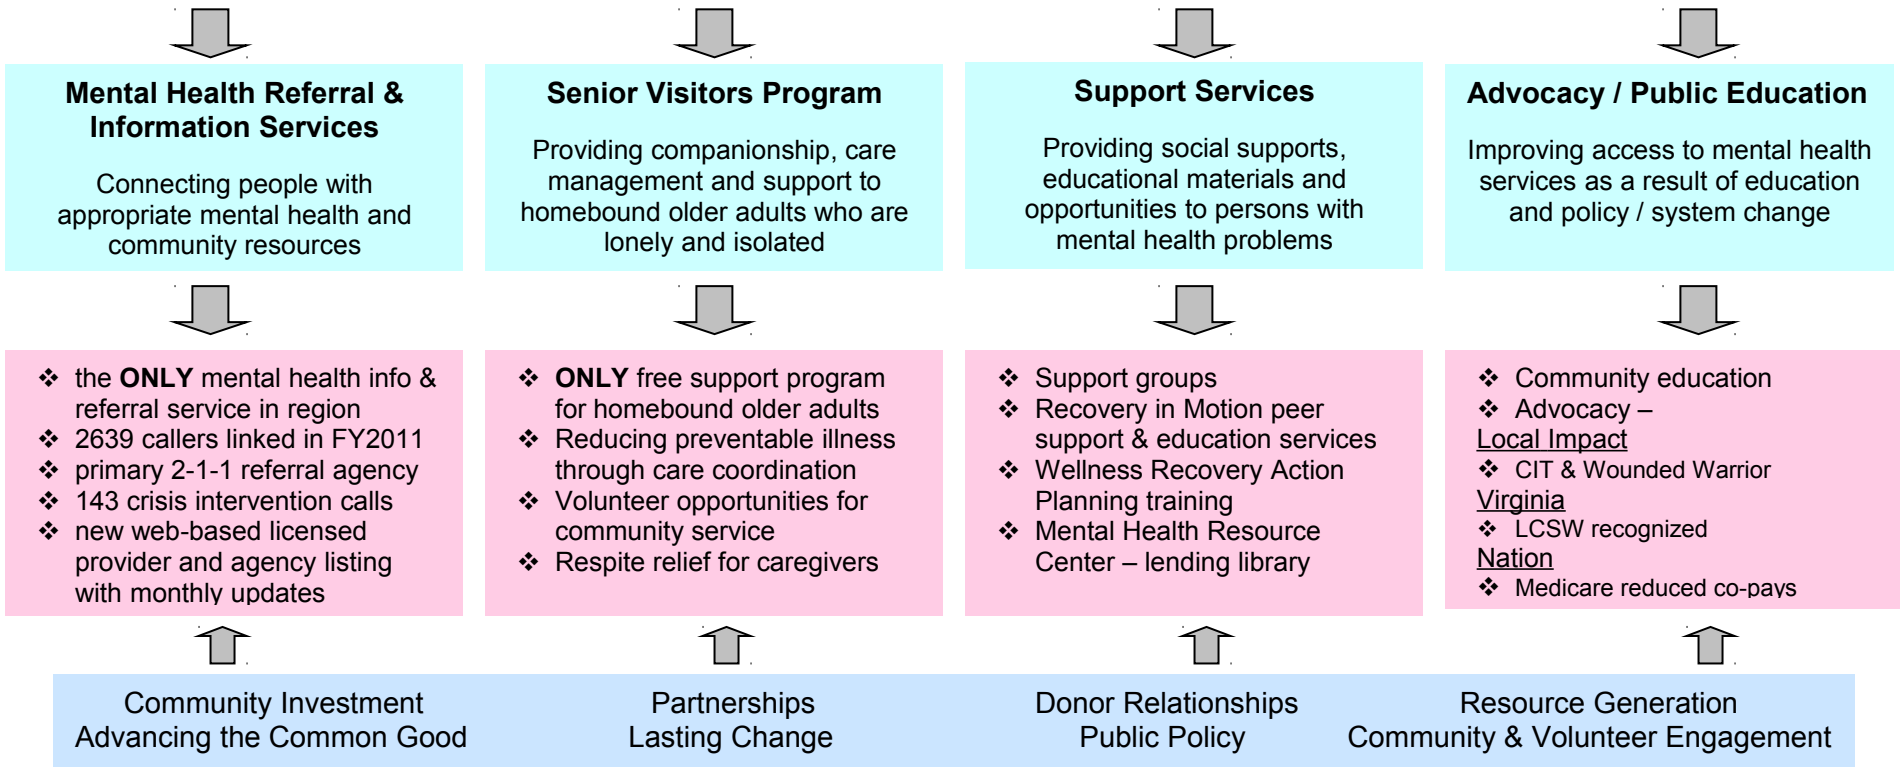 Mental Health Referral &
Information Services
Connecting people with
appropriate mental health and
community resources
Senior Visitors Program
Providing companionship, care
management and support to
homebound older adults who are
lonely and isolated
Support Services
Providing social supports,
educational materials and
opportunities to persons with
mental health problems
Advocacy / Public Education
Improving access to mental health
services as a result of education
and policy / system change
❖ the ONLY mental health info &
referral service in region
❖ 2639 callers linked in FY2011
❖ primary 2-1-1 referral agency
❖ 143 crisis intervention calls
❖ new web-based licensed
provider and agency listing
with monthly updates
❖ ONLY free support program
for homebound older adults
❖ Reducing preventable illness
through care coordination
❖ Volunteer opportunities for
community service
❖ Respite relief for caregivers
❖ Support groups
❖ Recovery in Motion peer
support & education services
❖ Wellness Recovery Action
Planning training
❖ Mental Health Resource
Center – lending library
❖ Community education
❖ Advocacy –
Local Impact
❖ CIT & Wounded Warrior
Virginia
❖ LCSW recognized
Nation
❖ Medicare reduced co-pays
Community Investment
Advancing the Common Good
Partnerships
Lasting Change
Donor Relationships
Public Policy
Resource Generation
Community & Volunteer Engagement